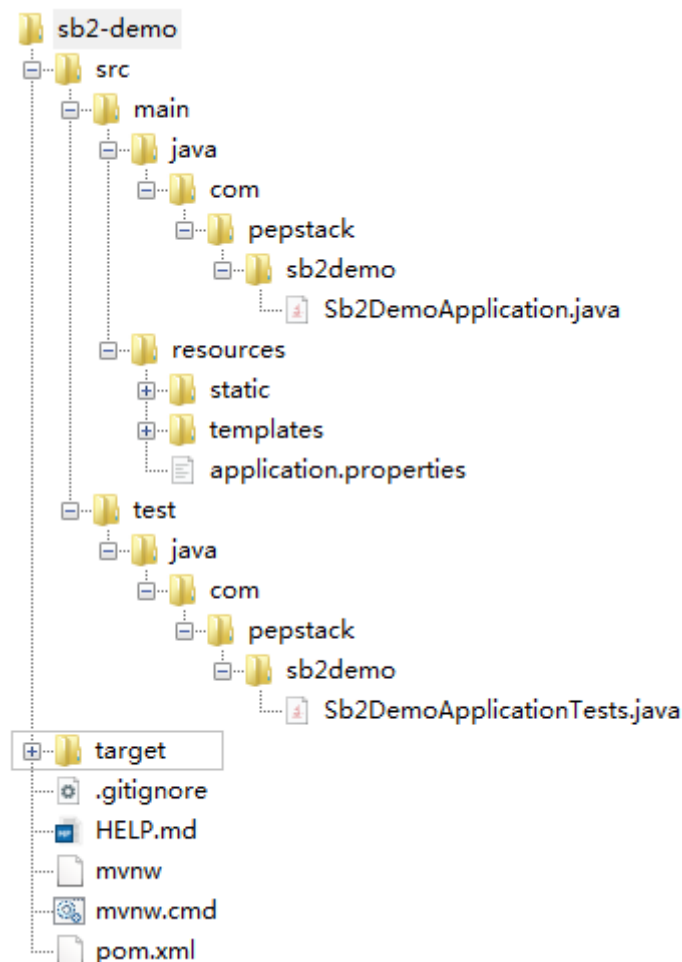 sb2-demo
src
main
java
com
pepstack
sb2demo
Sb2DemoApplication.java
resources
static
templates
application.properties
test
java
com
pepstack
sb2demo
Sb2DemoApplicationTests.java
target
.gitignore
HELP.md
mvnw
mvnw.cmd
pom.xml